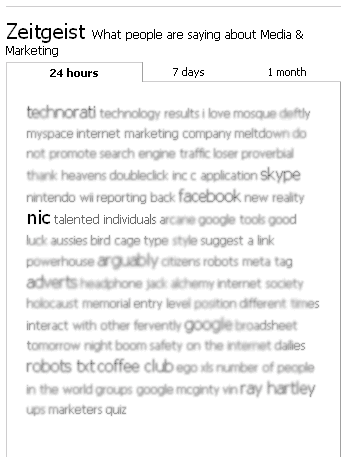 Zeitgeist What people are saying about Media &
Marketing
24 hours 7 days 1 month
technorati technology results i love mosque deftly
myspace internet marketing company meltdown do
not promote search engine traffic loser proverbial
thank heavens doubleclick inc c application skype
nintendo wii reporting back facebook new reality
nic talented individuals arcane google tools good
luck aussies bird cage type style suggest a link
powerhouse arguably citizens robots meta tag
adverts headphone jack alchemy internet society
holocaust memorial entry level position different times
interact with other fervently google broadsheet
tomorrow night boom safety on the internet dailies
robots txt coffee club ego xls number of people
in the world groups google mcginty vin ray hartley
ups marketers quiz